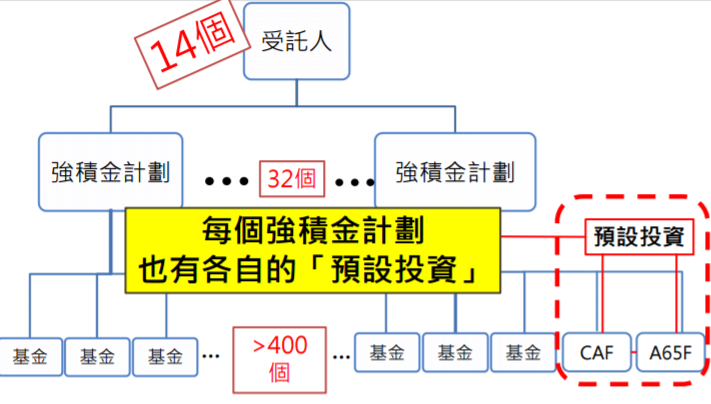 14個
受託人
強積金計劃
•••
32個
•••
強積金計劃
每個強積金計劃
也有各自的「預設投資」
預設投資
基金
基金
基金
...
>400
個
...
基金
基金
基金
CAF
A65F